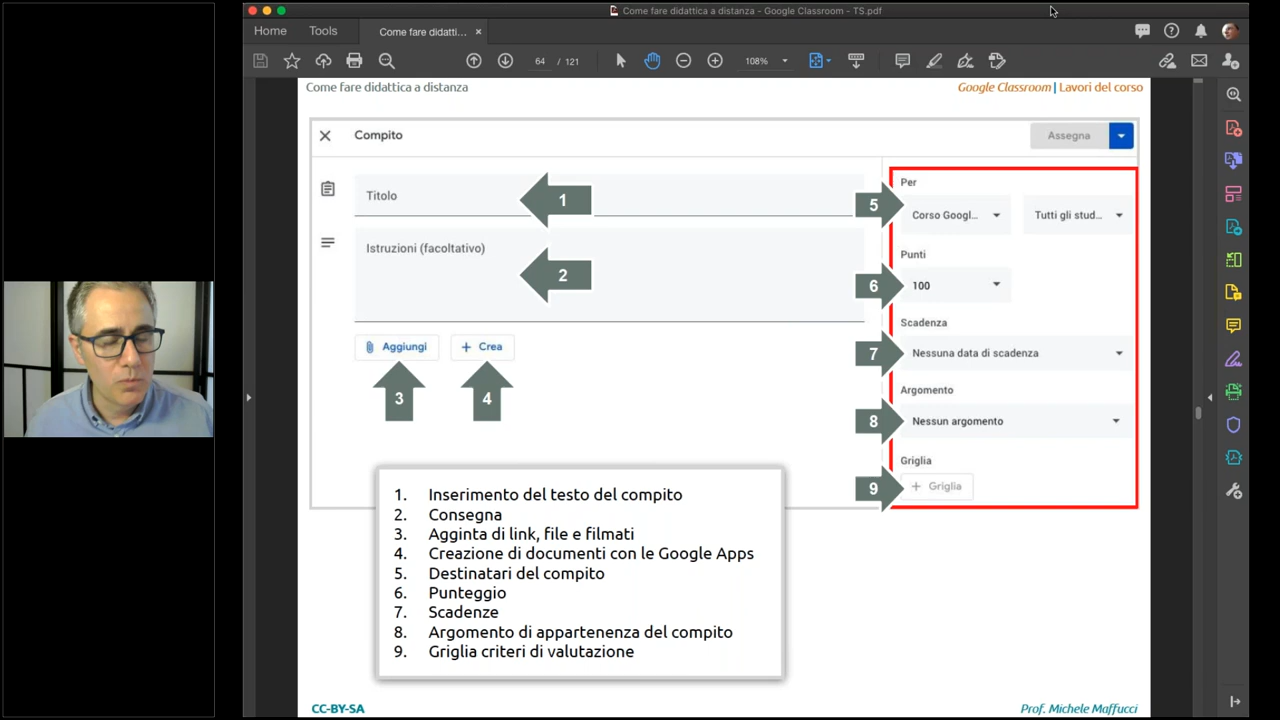 Come fare didattica a distanza - Google Classroom - TS.pdf
Home
Tools
Come fare didatti...
64 / 121
108%
Come fare didattica a distanza
Google Classroom | Lavori del corso
Compito
Assegna
Titolo
1
Istruzioni (facoltativo)
2
Aggiungi
Crea
3
4
Per
5
Corso Googl...
Tutti gli stud...
Punti
6
100
Scadenza
7
Nessuna data di scadenza
Argomento
8
Nessun argomento
Griglia
9
Griglia
1. Inserimento del testo del compito
2. Consegna
3. Agginta di link, file e filmati
4. Creazione di documenti con le Google Apps
5. Destinatari del compito
6. Punteggio
7. Scadenze
8. Argomento di appartenenza del compito
9. Griglia criteri di valutazione
CC-BY-SA
Prof. Michele Maffucci